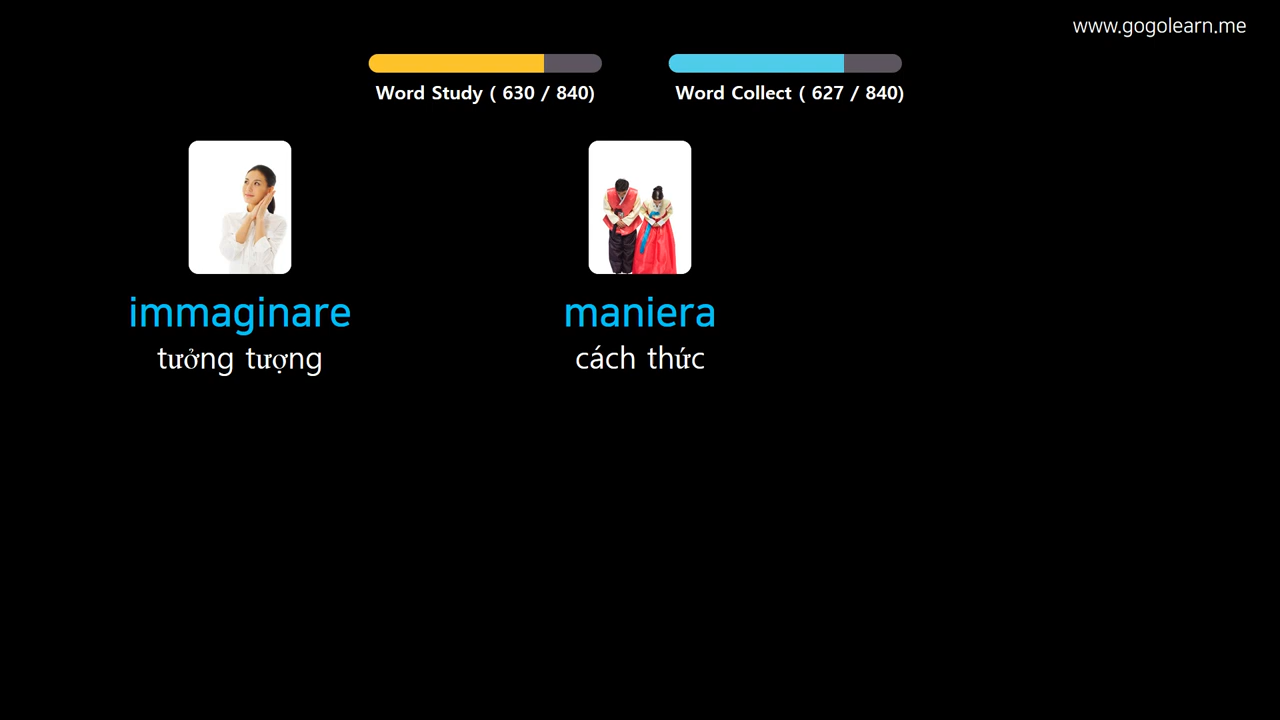 www.gogolearn.me
Word Study ( 630 / 840)
Word Collect ( 627 / 840)
immaginare
tưởng tượng
maniera
cách thức